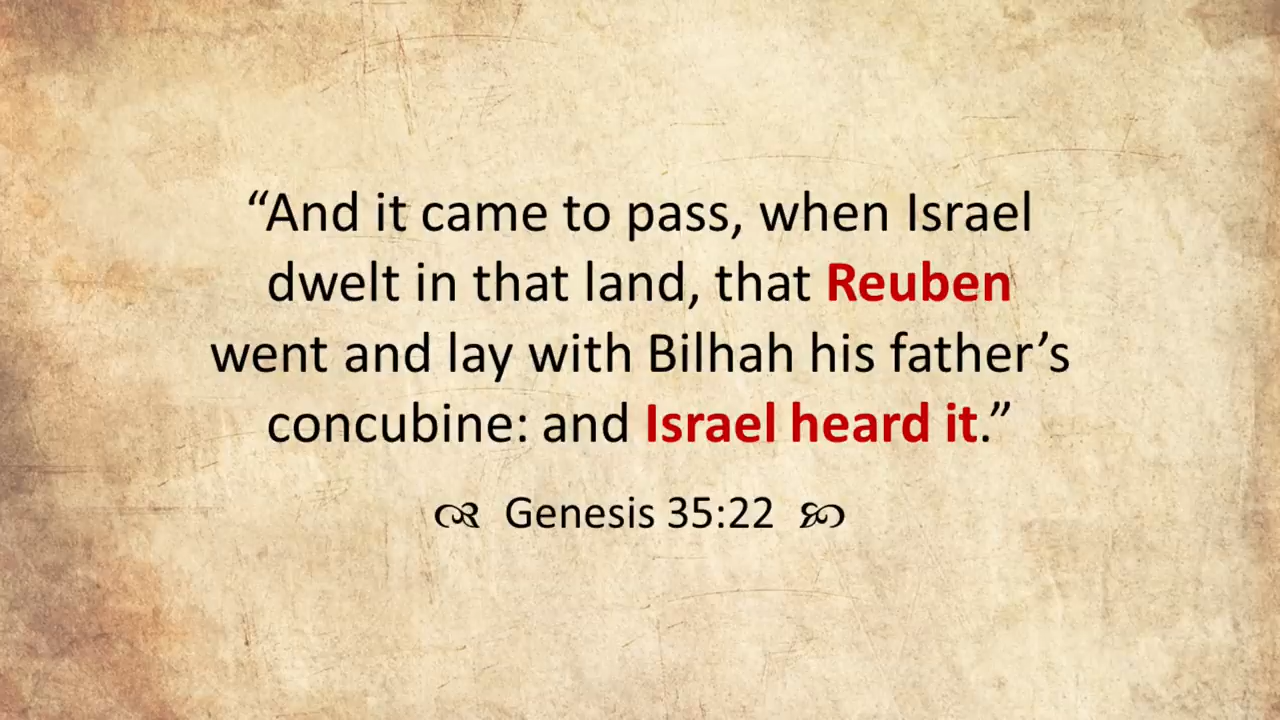 “And it came to pass, when Israel
dwelt in that land, that Reuben
went and lay with Bilhah his father’s
concubine: and Israel heard it.”
Genesis 35:22